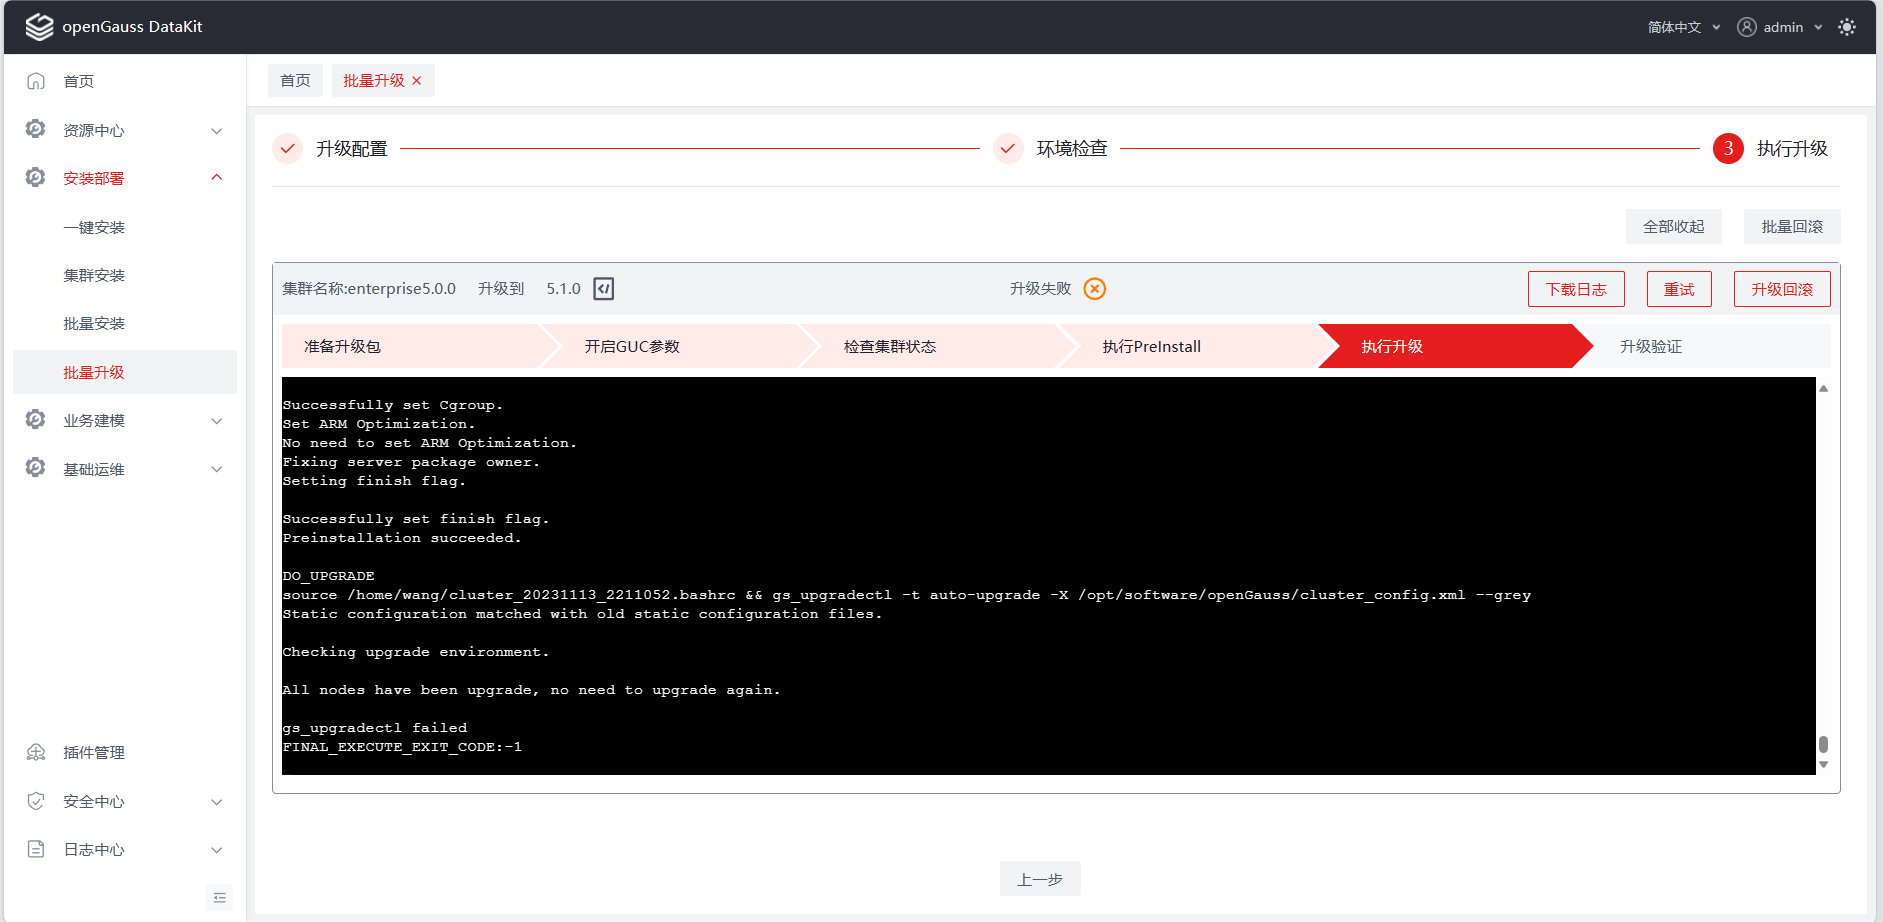 openGauss DataKit
简体中文
admin
首页
资源中心
安装部署
一键安装
集群安装
批量安装
批量升级
业务建模
基础运维
插件管理
安全中心
日志中心
首页
批量升级
升级配置
环境检查
3 执行升级
全部收起
批量回滚
集群名称:enterprise5.0.0 升级到 5.1.0
升级失败
下载日志
重试
升级回滚
准备升级包
开启GUC参数
检查集群状态
执行PreInstall
执行升级
升级验证
Successfully set Cgroup.
Set ARM Optimization.
No need to set ARM Optimization.
Fixing server package owner.
Setting finish flag.
Successfully set finish flag.
Preinstallation succeeded.
DO_UPGRADE
source /home/wang/cluster_20231113_2211052.bashrc && gs_upgradectl -t auto-upgrade -X /opt/software/openGauss/cluster_config.xml --grey
Static configuration matched with old static configuration files.
Checking upgrade environment.
All nodes have been upgrade, no need to upgrade again.
gs_upgradectl failed
FINAL_EXECUTE_EXIT_CODE:-1
上一步